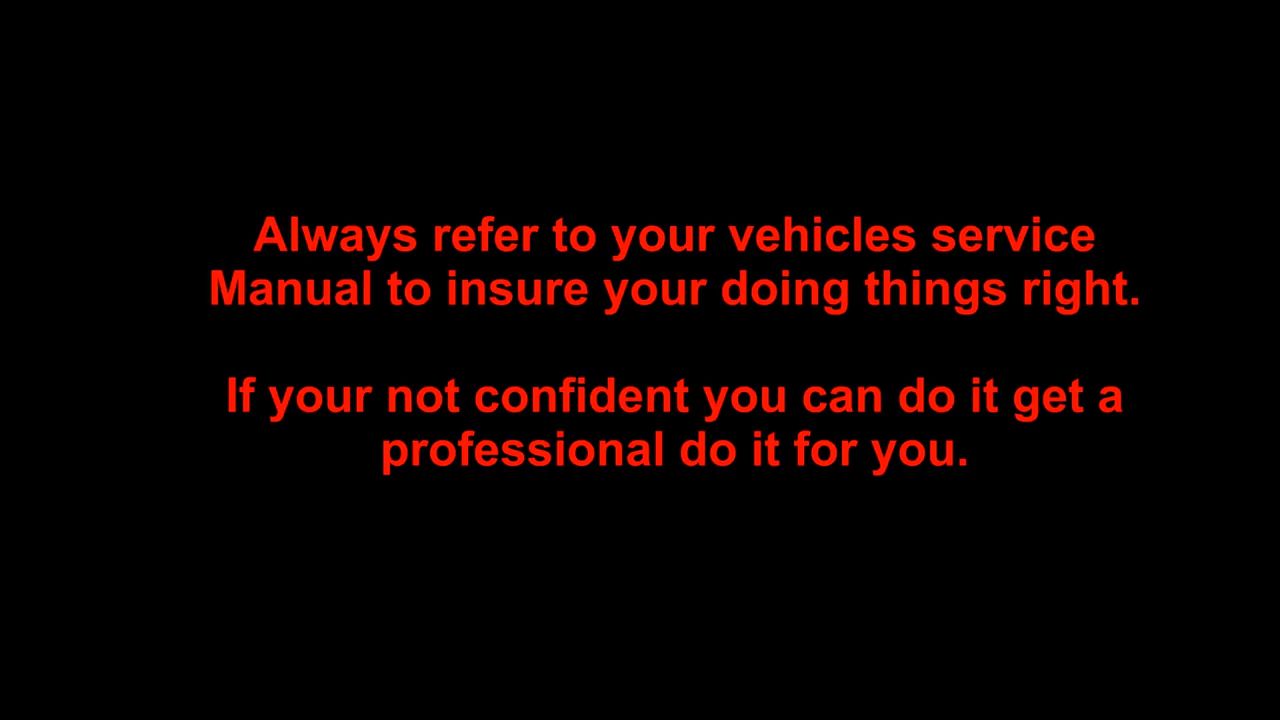 Always refer to your vehicles service
Manual to insure your doing things right.
If your not confident you can do it get a
professional do it for you.